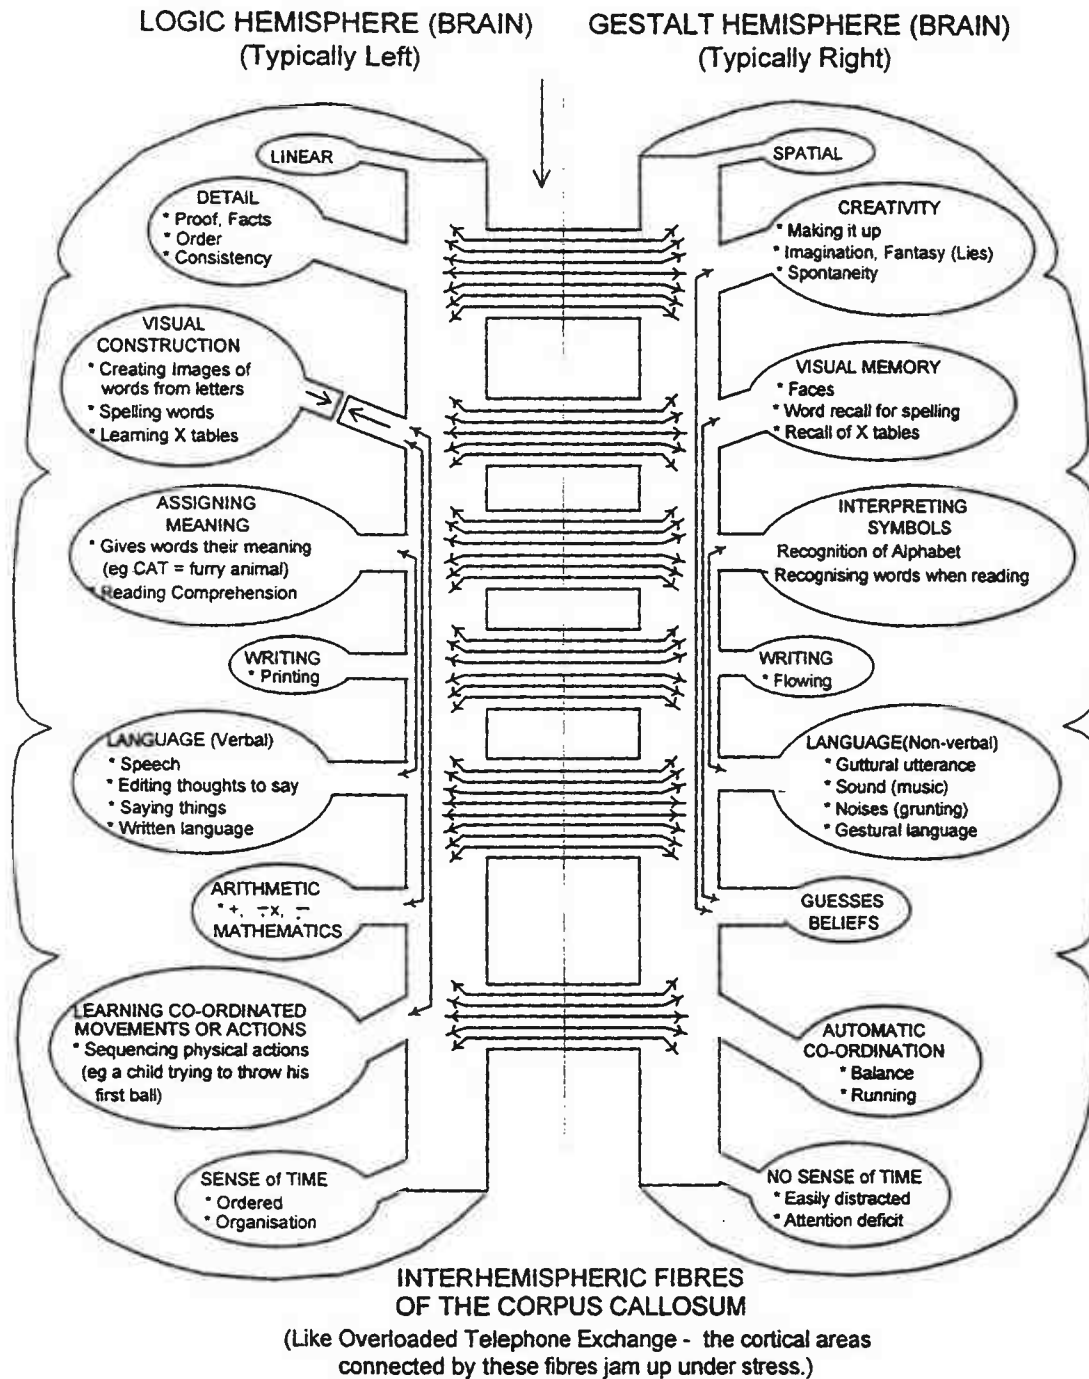 LOGIC HEMISPHERE (BRAIN)
(Typically Left)
GESTALT HEMISPHERE (BRAIN)
(Typically Right)
LINEAR
DETAIL
* Proof, Facts
* Order
* Consistency
VISUAL
CONSTRUCTION
* Creating Images of
words from letters
* Spelling words
* Learning X tables
ASSIGNING
MEANING
* Gives words their meaning
(eg CAT = furry animal)
* Reading Comprehension
WRITING
* Printing
LANGUAGE (Verbal)
* Speech
* Editing thoughts to say
* Saying things
* Written language
ARITHMETIC
* +,
MATHEMATICS
LEARNING CO-ORDINATED
MOVEMENTS OR ACTIONS
* Sequencing physical actions
(eg a child trying to throw his
first ball)
SENSE of TIME
* Ordered
* Organisation
SPATIAL
CREATIVITY
* Making it up
* Imagination, Fantasy (Lies)
* Spontaneity
VISUAL MEMORY
* Faces
* Word recall for spelling
* Recall of X tables
INTERPRETING
SYMBOLS
Recognition of Alphabet
Recognising words when reading
WRITING
* Flowing
LANGUAGE(Non-verbal)
* Guttural utterance
* Sound (music)
* Noises (grunting)
* Gestural language
GUESSES
BELIEFS
AUTOMATIC
CO-ORDINATION
* Balance
* Running
NO SENSE of TIME
* Easily distracted
* Attention deficit
INTERHEMISPHERIC FIBRES
OF THE CORPUS CALLOSUM
(Like Overloaded Telephone Exchange - the cortical areas
connected by these fibres jam up under stress.)